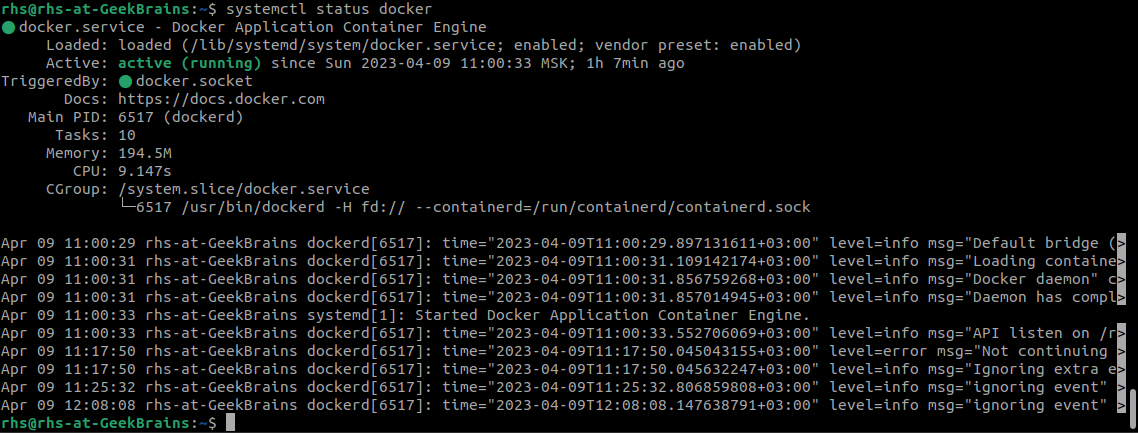 rhs@rhs-at-GeekBrains:~$ systemctl status docker
● docker.service - Docker Application Container Engine
     Loaded: loaded (/lib/systemd/system/docker.service; enabled; vendor preset: enabled)
     Active: active (running) since Sun 2023-04-09 11:00:33 MSK; 1h 7min ago
TriggeredBy: ● docker.socket
       Docs: https://docs.docker.com
   Main PID: 6517 (dockerd)
      Tasks: 10
     Memory: 194.5M
        CPU: 9.147s
     CGroup: /system.slice/docker.service
             └─6517 /usr/bin/dockerd -H fd:// --containerd=/run/containerd/containerd.sock
Apr 09 11:00:29 rhs-at-GeekBrains dockerd[6517]: time="2023-04-09T11:00:29.897131611+03:00" level=info msg="Default bridge (>
Apr 09 11:00:31 rhs-at-GeekBrains dockerd[6517]: time="2023-04-09T11:00:31.109142174+03:00" level=info msg="Loading containe>
Apr 09 11:00:31 rhs-at-GeekBrains dockerd[6517]: time="2023-04-09T11:00:31.856759268+03:00" level=info msg="Docker daemon" c>
Apr 09 11:00:31 rhs-at-GeekBrains dockerd[6517]: time="2023-04-09T11:00:31.857014945+03:00" level=info msg="Daemon has compl>
Apr 09 11:00:33 rhs-at-GeekBrains systemd[1]: Started Docker Application Container Engine.
Apr 09 11:00:33 rhs-at-GeekBrains dockerd[6517]: time="2023-04-09T11:00:33.552706069+03:00" level=info msg="API listen on /r>
Apr 09 11:17:50 rhs-at-GeekBrains dockerd[6517]: time="2023-04-09T11:17:50.045043155+03:00" level=error msg="Not continuing >
Apr 09 11:17:50 rhs-at-GeekBrains dockerd[6517]: time="2023-04-09T11:17:50.045632247+03:00" level=info msg="Ignoring extra e>
Apr 09 11:25:32 rhs-at-GeekBrains dockerd[6517]: time="2023-04-09T11:25:32.806859808+03:00" level=info msg="ignoring event" >
Apr 09 12:08:08 rhs-at-GeekBrains dockerd[6517]: time="2023-04-09T12:08:08.147638791+03:00" level=info msg="ignoring event" >
rhs@rhs-at-GeekBrains:~$